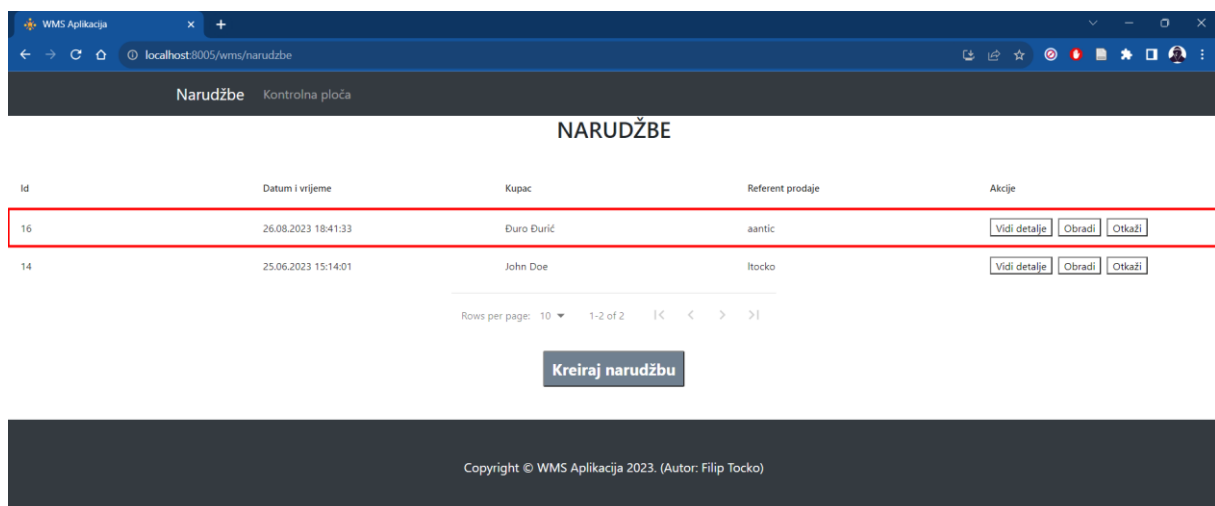 WMS Aplikacija
localhost:8005/wms/narudzbe
Narudžbe Kontrolna ploča
NARUDŽBE
Id Datum i vrijeme Kupac Referent prodaje Akcije
16 26.08.2023 18:41:33 Đuro Đurić aantic Vidi detalje Obradi Otkaži
14 25.06.2023 15:14:01 John Doe ltocko Vidi detalje Obradi Otkaži
Rows per page: 10 1-2 of 2
Kreiraj narudžbu
Copyright © WMS Aplikacija 2023. (Autor: Filip Tocko)